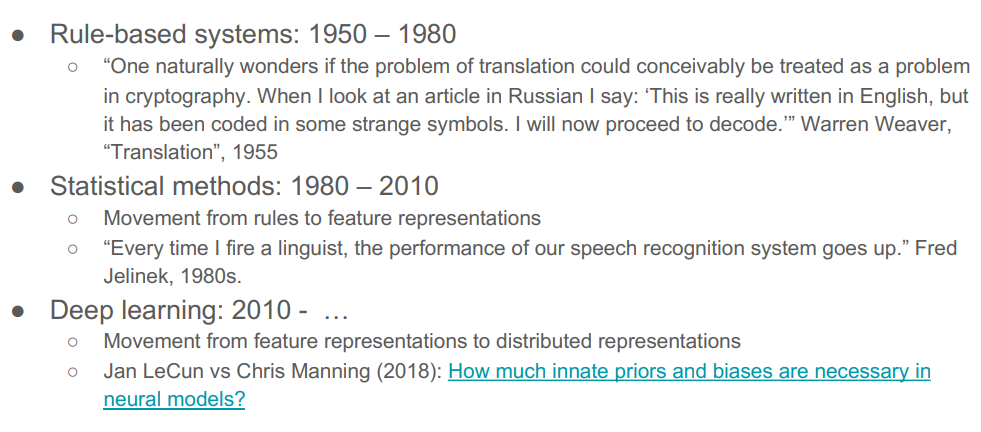 ● Rule-based systems: 1950 – 1980
○ “One naturally wonders if the problem of translation could conceivably be treated as a problem
in cryptography. When I look at an article in Russian I say: ‘This is really written in English, but
it has been coded in some strange symbols. I will now proceed to decode.’” Warren Weaver,
“Translation”, 1955
● Statistical methods: 1980 – 2010
○ Movement from rules to feature representations
○ “Every time I fire a linguist, the performance of our speech recognition system goes up.” Fred
Jelinek, 1980s.
● Deep learning: 2010 - …
○ Movement from feature representations to distributed representations
○ Jan LeCun vs Chris Manning (2018): How much innate priors and biases are necessary in
neural models?